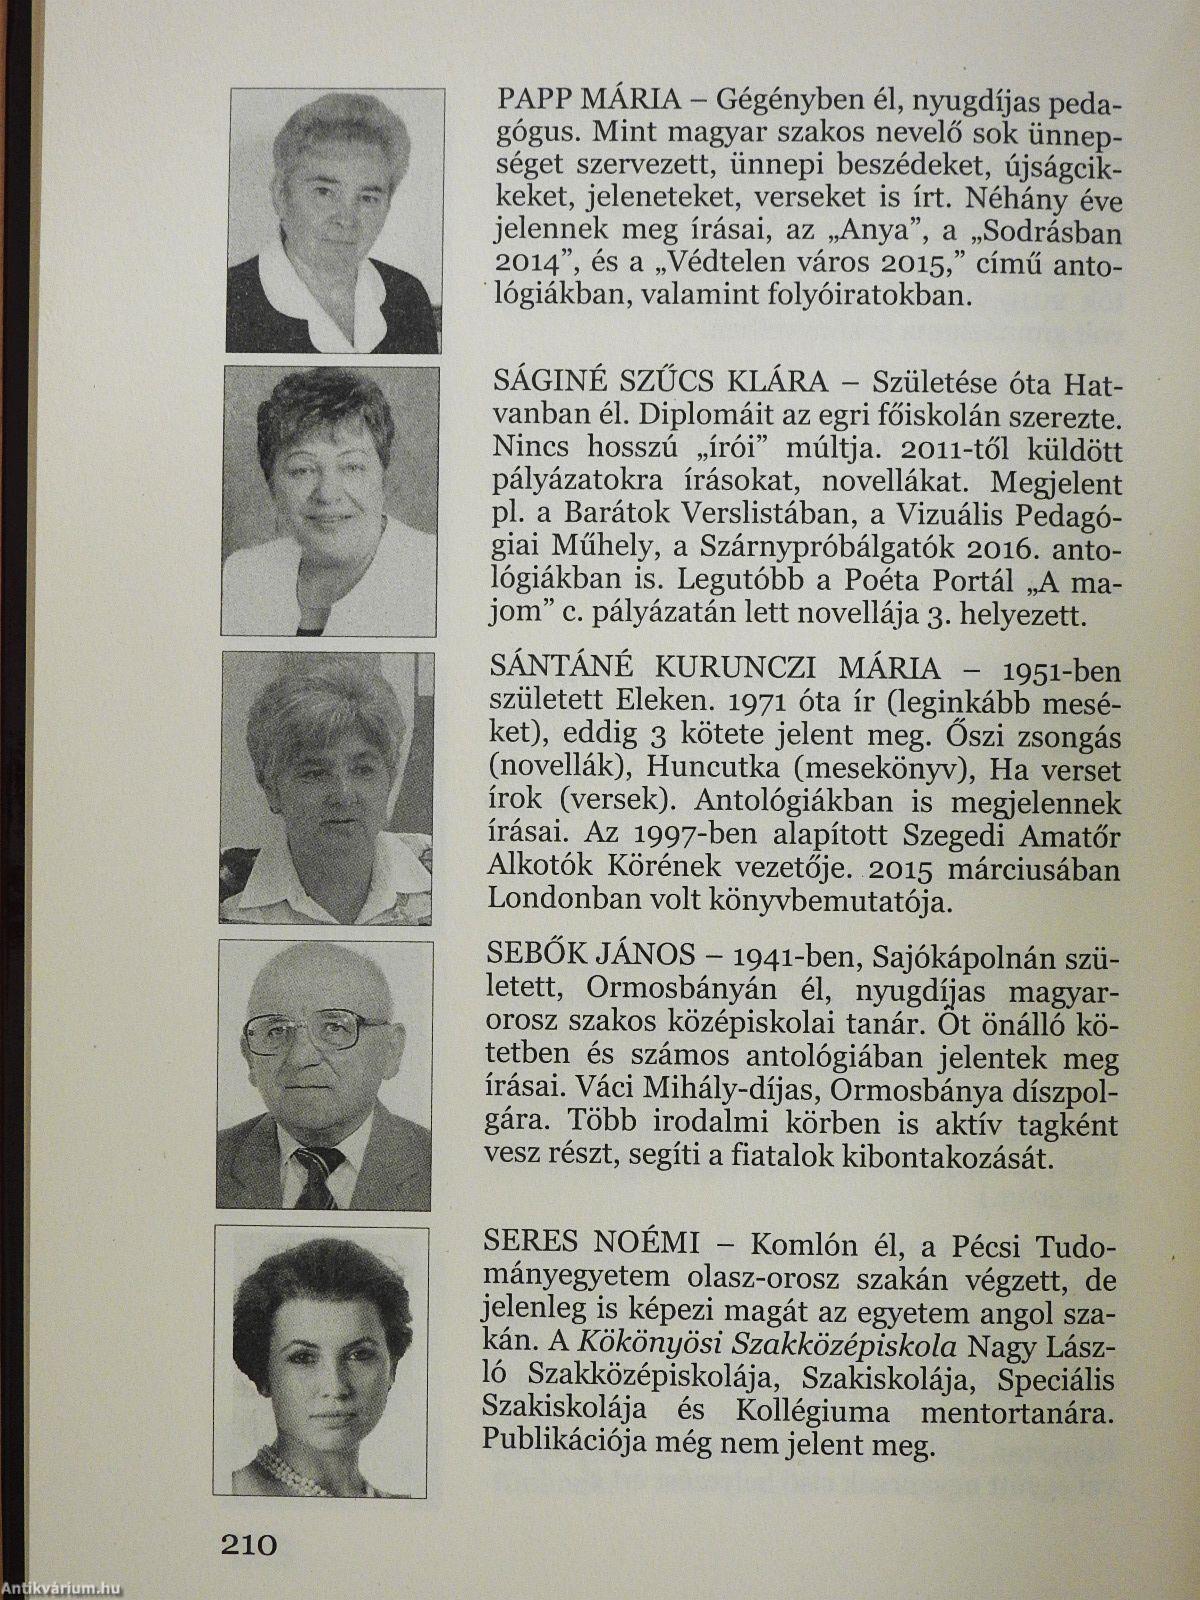 PAPP MÁRIA – Gégényben él, nyugdíjas peda-
gógus. Mint magyar szakos nevelő sok ünnep-
séget szervezett, ünnepi beszédeket, újságcik-
keket, jeleneteket, verseket is írt. Néhány éve
jelennek meg írásai, az „Anya”, a „Sodrásban
2014”, és a „Védtelen város 2015,” című anto-
lógiákban, valamint folyóiratokban.
SÁGINÉ SZŰCS KLÁRA – Születése óta Hat-
vanban él. Diplomáit az egri főiskolán szerezte.
Nincs hosszú „írói” múltja. 2011-től küldött
pályázatokra írásokat, novellákat. Megjelent
pl. a Barátok Verslistában, a Vizuális Pedagó-
giai Műhely, a Szárnypróbálgatók 2016. anto-
lógiákban is. Legutóbb a Poéta Portál „A ma-
jom” c. pályázatán lett novellája 3. helyezett.
SÁNTÁNÉ KURUNCZI MÁRIA – 1951-ben
született Eleken. 1971 óta ír (leginkább mesé-
ket), eddig 3 kötete jelent meg. Őszi zsongás
(novellák), Huncutka (mesekönyv), Ha verset
írok (versek). Antológiákban is megjelennek
írásai. Az 1997-ben alapított Szegedi Amatőr
Alkotók Körének vezetője. 2015 márciusában
Londonban volt könyvbemutatója.
SEBŐK JÁNOS – 1941-ben, Sajókápolnán szü-
letett, Ormosbányán él, nyugdíjas magyar-
orosz szakos középiskolai tanár. Öt önálló kö-
tetben és számos antológiában jelentek meg
írásai. Váci Mihály-díjas, Ormosbánya díszpol-
gára. Több irodalmi körben is aktív tagként
vesz részt, segíti a fiatalok kibontakozását.
SERES NOÉMI – Komlón él, a Pécsi Tudo-
mányegyetem olasz-orosz szakán végzett, de
jelenleg is képezi magát az egyetem angol sza-
kán. A Kökönyösi Szakközépiskola Nagy Lász-
ló Szakközépiskolája, Szakiskolája, Speciális
Szakiskolája és Kollégiuma mentortanára.
Publikációja még nem jelent meg.
210
Antikvárium.hu